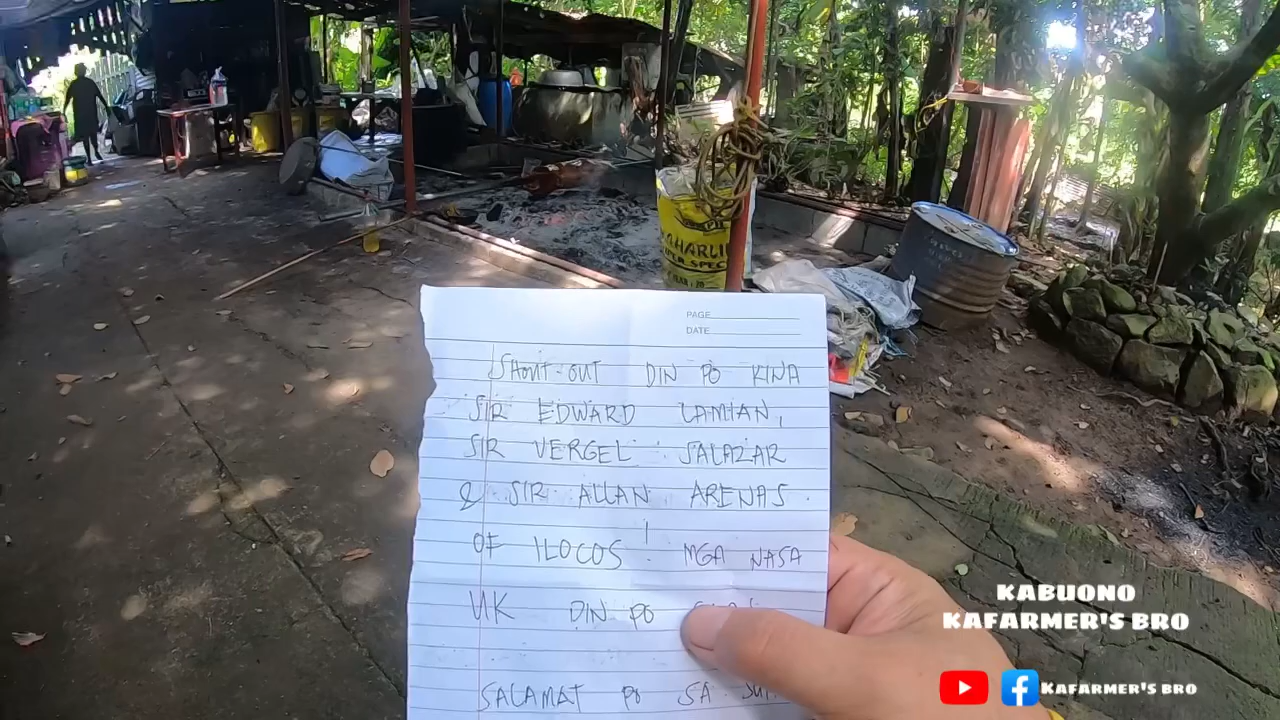 PAGE
DATE
SHOUT-OUT DIN PO KINA
SIR EDWARD LAMIAN,
SIR VERGEL SALAZAR
& SIR ALLAN ARENAS
OF ILOCOS. MGA NASA
UK DIN PO
SALAMAT PO SA
KABUONO
KAFARMER'S BRO
KAFARMER'S BRO